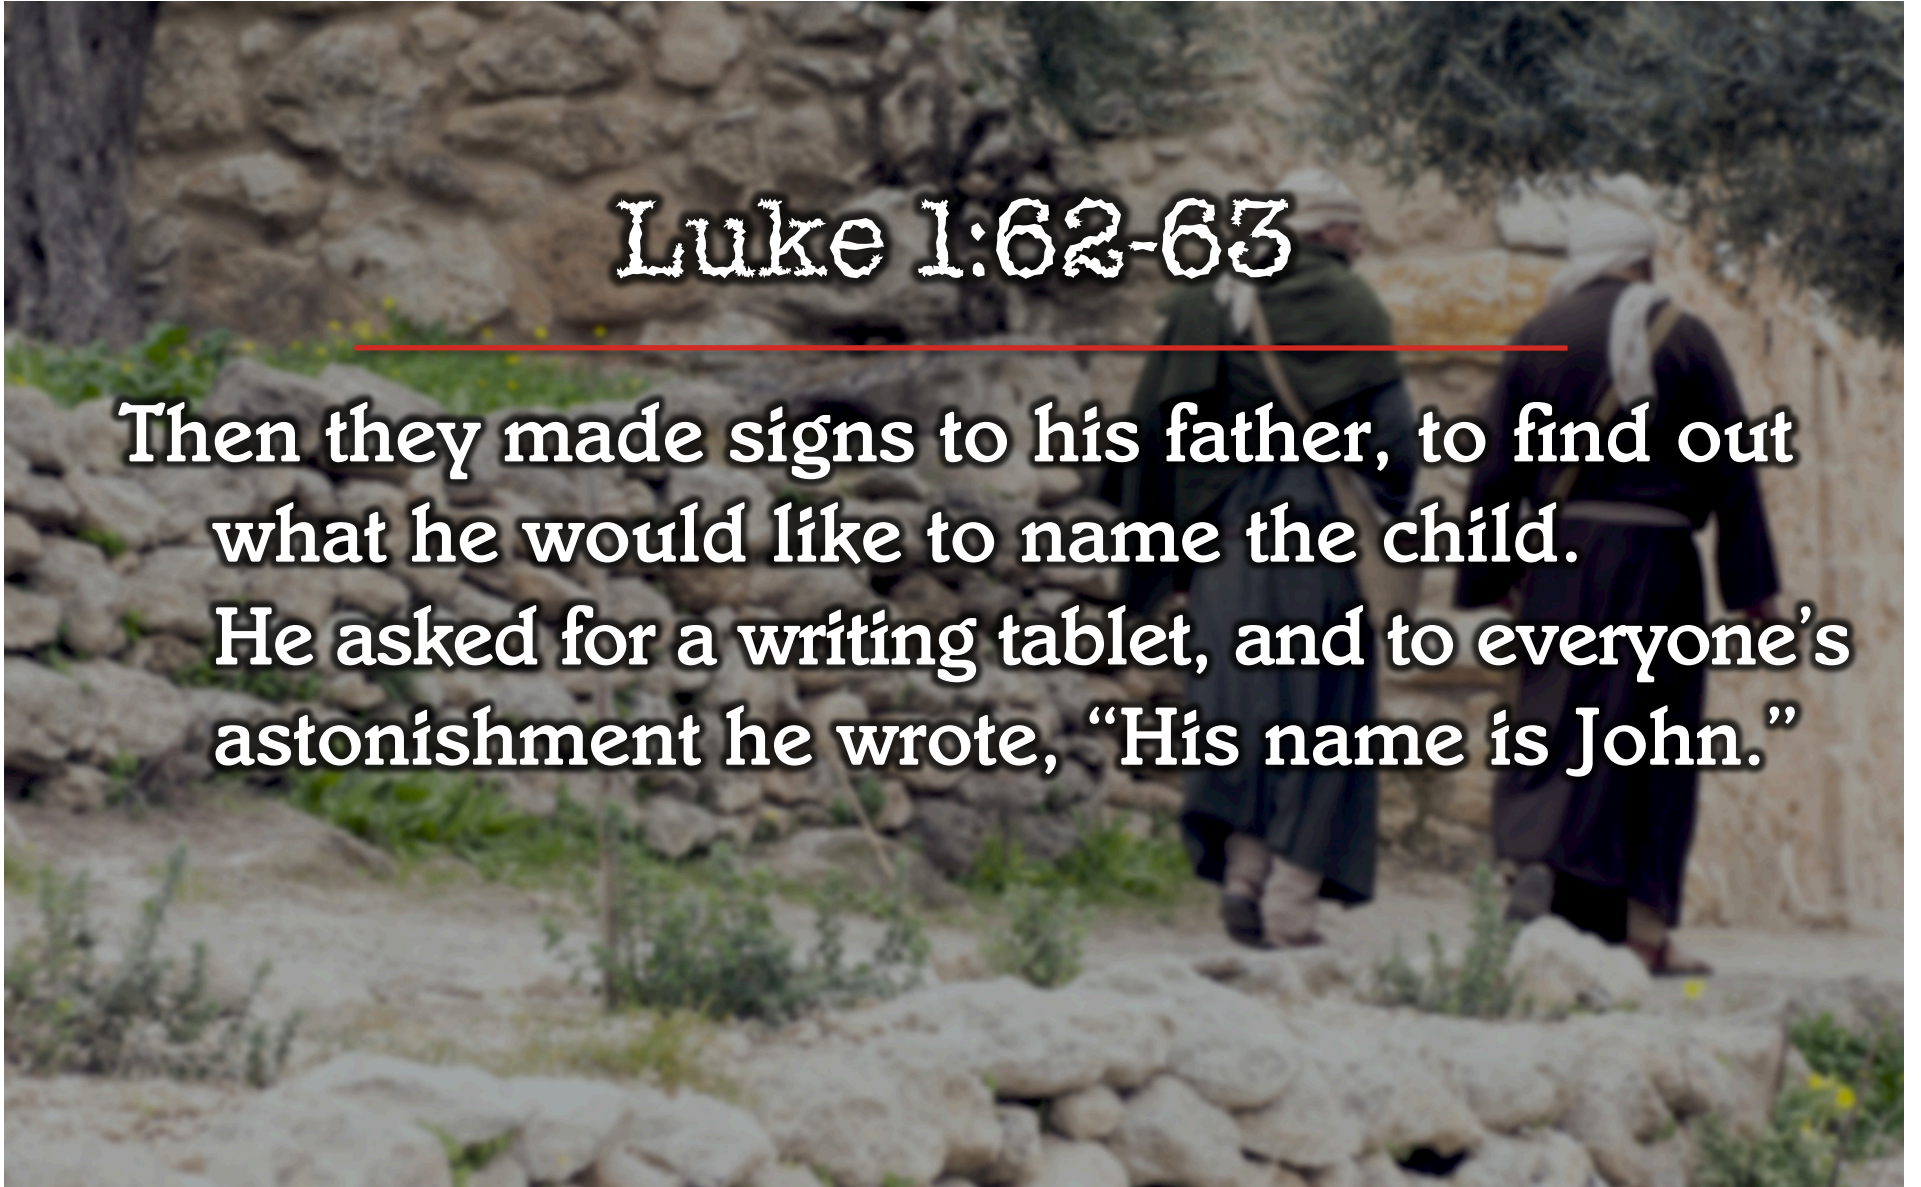 Luke 1:62-63
Then they made signs to his father, to find out
what he would like to name the child.
He asked for a writing tablet, and to everyone’s
astonishment he wrote, “His name is John.”